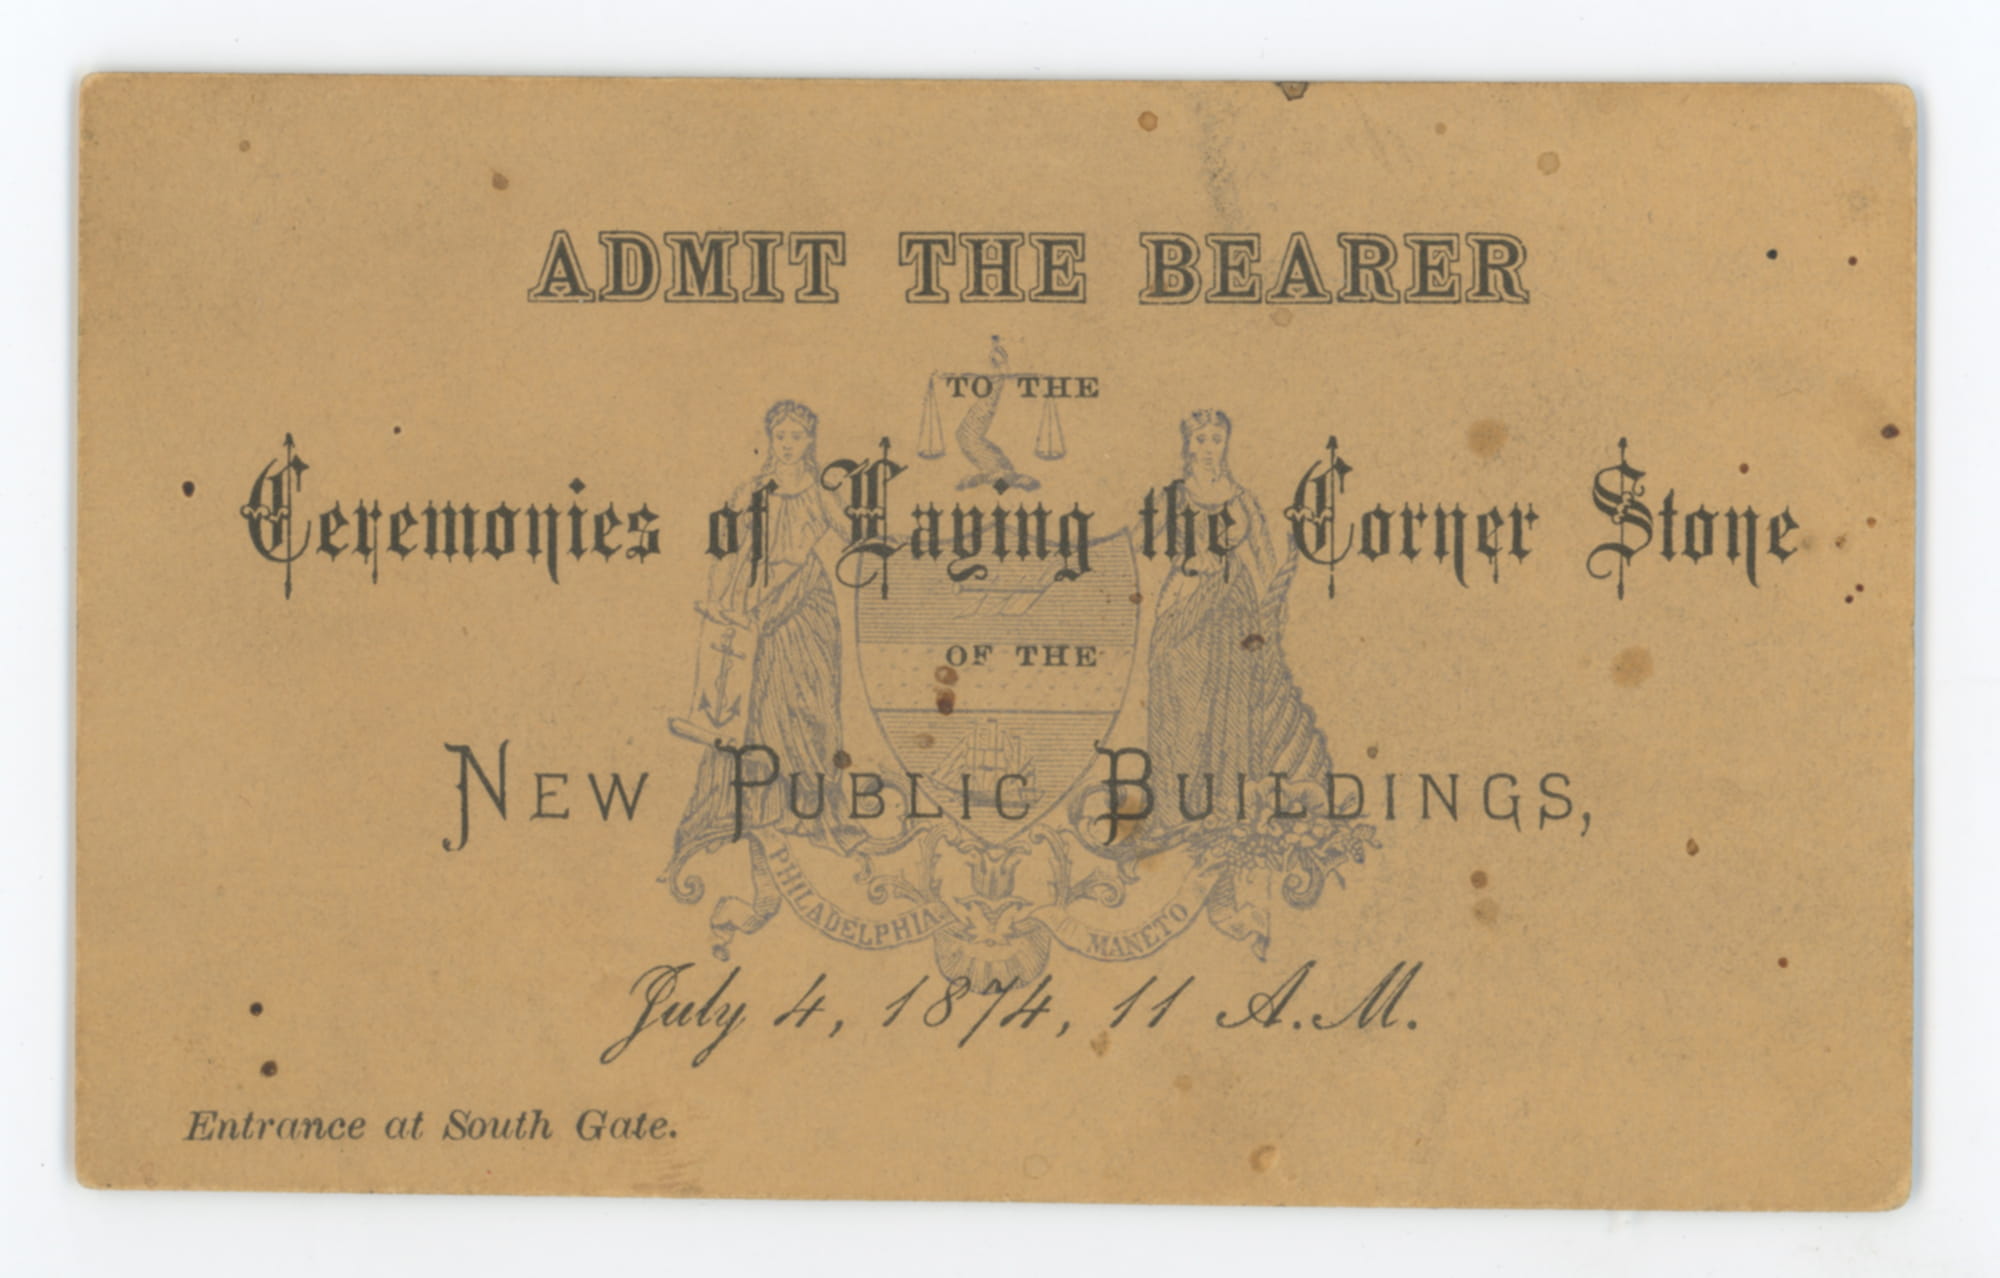 ADMIT THE BEARER
TO THE
Ceremonies of Laying the Corner Stone
OF THE
NEW PUBLIC BUILDINGS,
PHILADELPHIA MANETO
July 4, 1874, 11 A.M.
Entrance at South Gate.